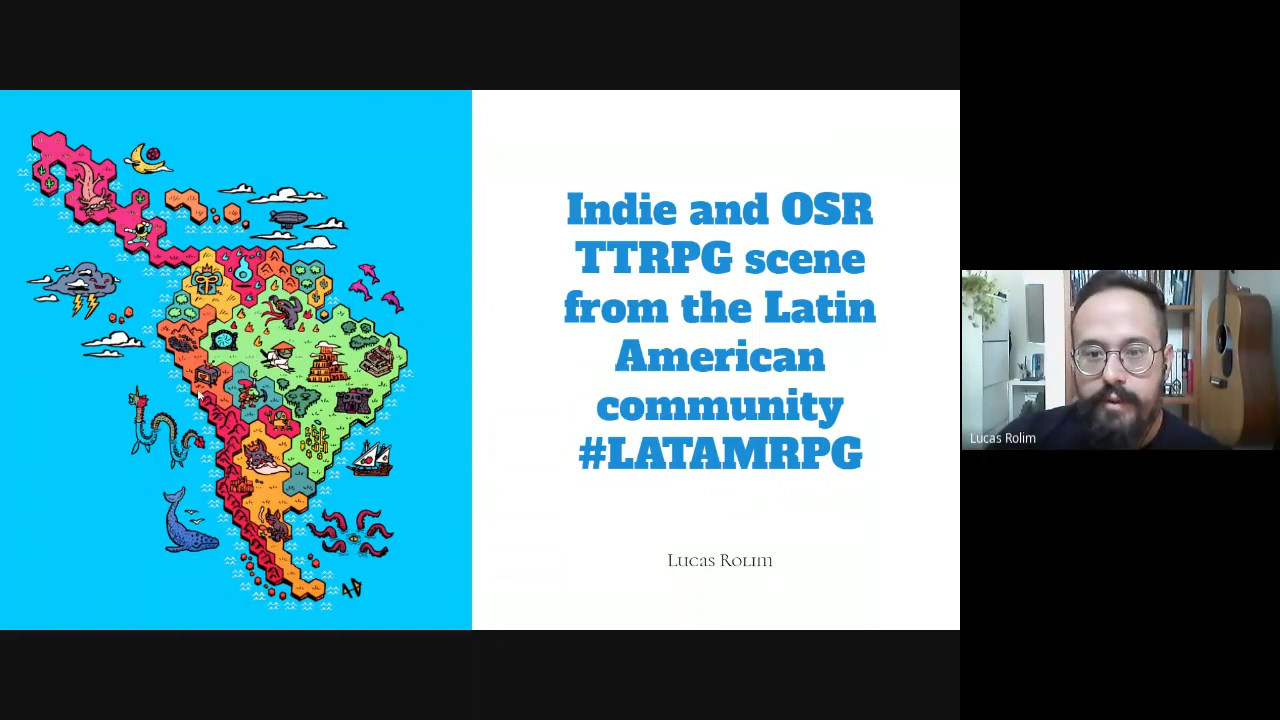 Indie and OSR
TTRPG scene
from the Latin
American
community
#LATAMRPG
Lucas Rolim
Lucas Rolim